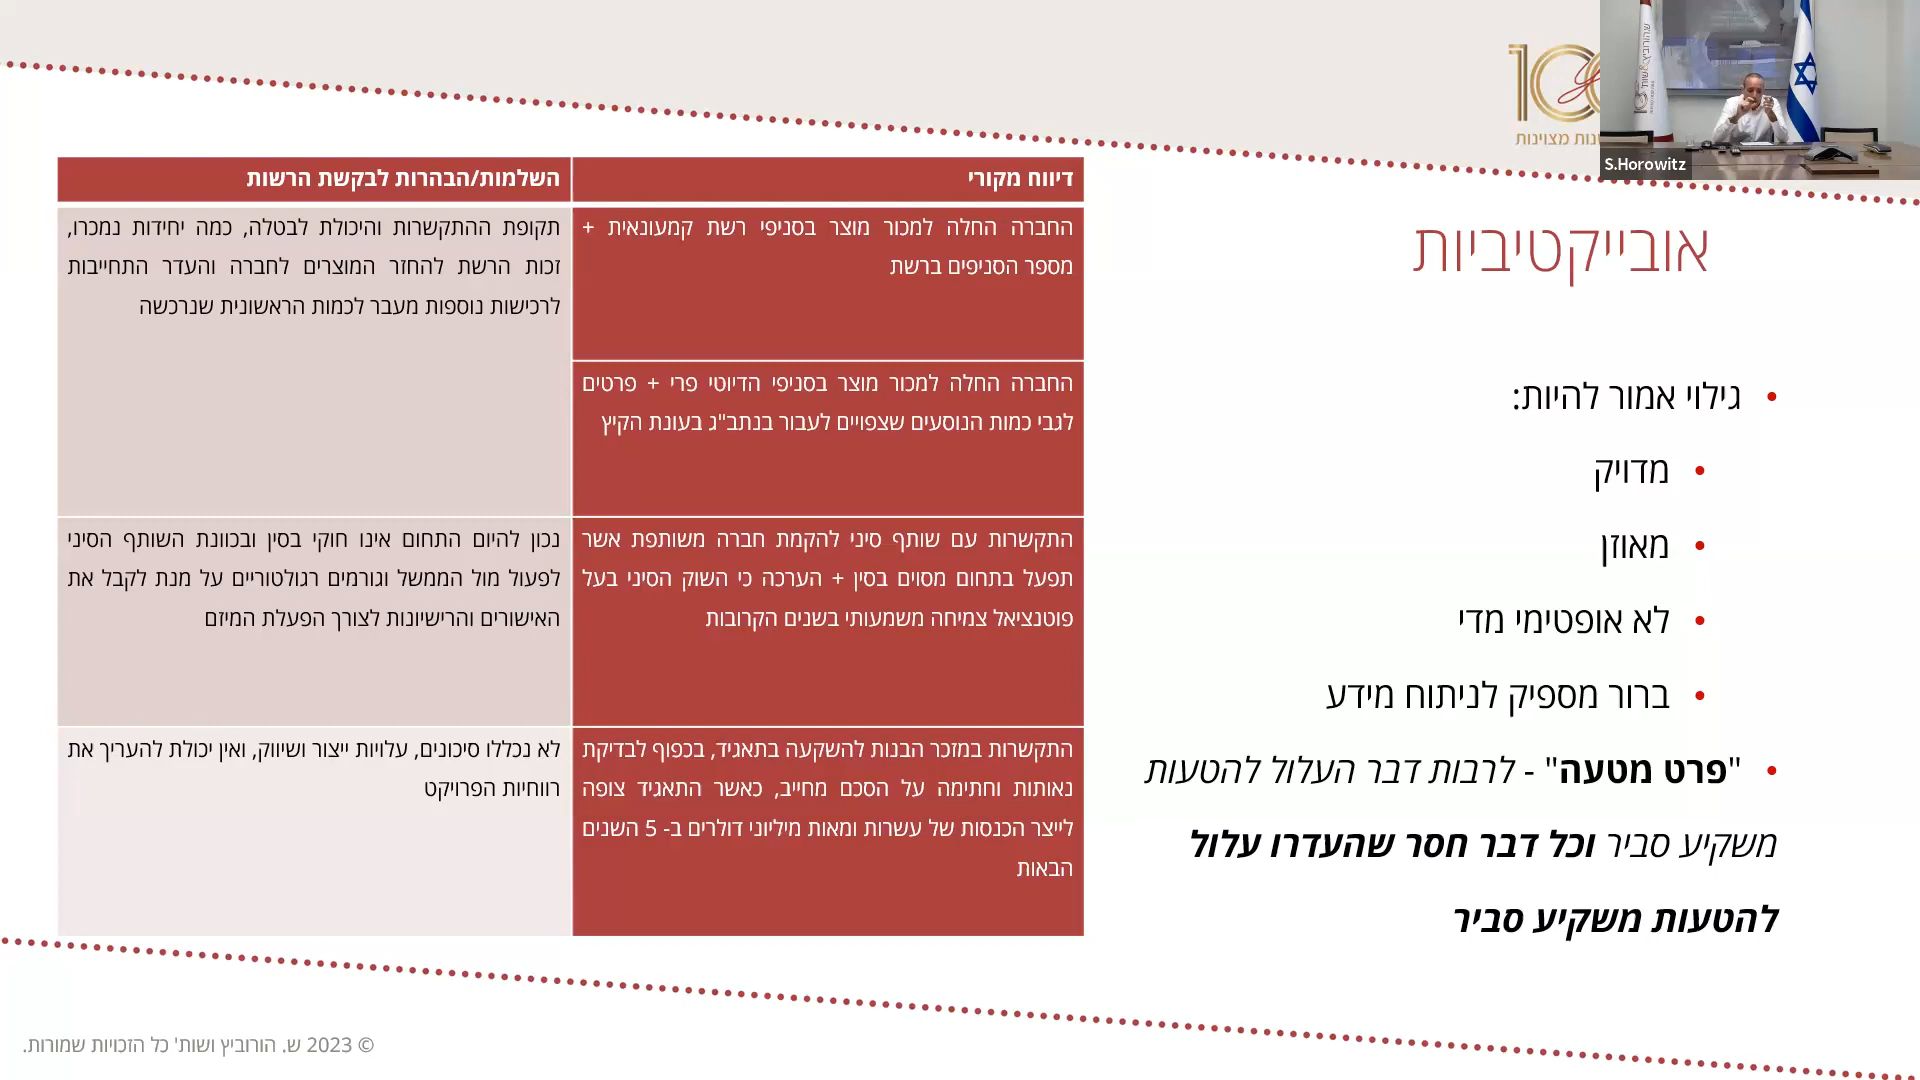 100
שנות מצוינות
S.Horowitz
אובייקטיביות
גילוי אמור להיות:
מדויק
מאוזן
לא אופטימי מדי
ברור מספיק לניתוח מידע
"פרט מטעה" - לרבות דבר העלול להטעות
משקיע סביר וכל דבר חסר שהעדרו עלול
להטעות משקיע סביר
דיווח מקורי
השלמות/הבהרות לבקשת הרשות
החברה החלה למכור מוצר בסניפי רשת קמעונאית +
מספר הסניפים ברשת
תקופת ההתקשרות והיכולת לבטלה, כמה יחידות נמכרו,
זכות הרשת להחזר המוצרים לחברה והעדר התחייבות
לרכישות נוספות מעבר לכמות הראשונית שנרכשה
החברה החלה למכור מוצר בסניפי הדיוטי פרי + פרטים
לגבי כמות הנוסעים שצפויים לעבור בנתב"ג בעונת הקיץ
התקשרות עם שותף סיני להקמת חברה משותפת אשר
תפעל בתחום מסוים בסין + הערכה כי השוק הסיני בעל
פוטנציאל צמיחה משמעותי בשנים הקרובות
נכון להיום התחום אינו חוקי בסין ובכוונת השותף הסיני
לפעול מול הממשל וגורמים רגולטוריים על מנת לקבל את
האישורים והרישיונות לצורך הפעלת המיזם
התקשרות במזכר הבנות להשקעה בתאגיד, בכפוף לבדיקת
נאותות וחתימה על הסכם מחייב, כאשר התאגיד צופה
לייצר הכנסות של עשרות ומאות מיליוני דולרים ב- 5 השנים
הבאות
לא נכללו סיכונים, עלויות ייצור ושיווק, ואין יכולת להעריך את
רווחיות הפרויקט
© 2023 ש. הורוביץ ושות' כל הזכויות שמורות.